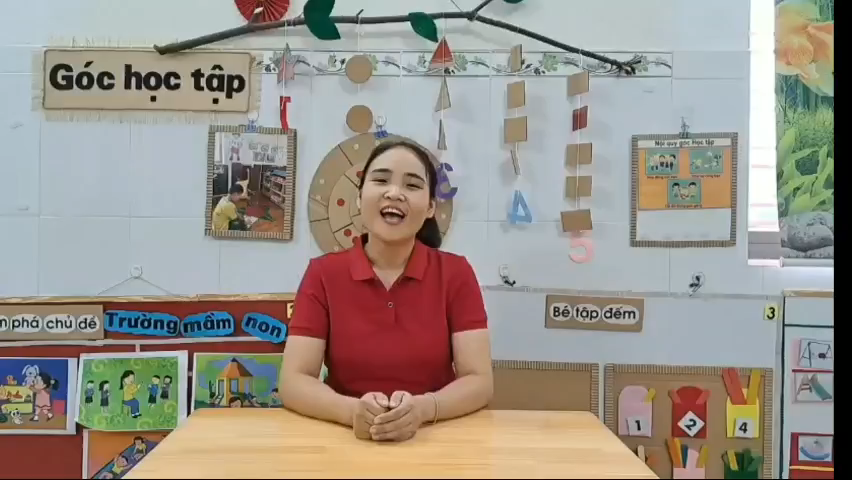 Góc học tập
Nội quy góc Học tập
4
5
n phá chủ đề
Trường mầm non
Bé tập đếm
3
1
2
4